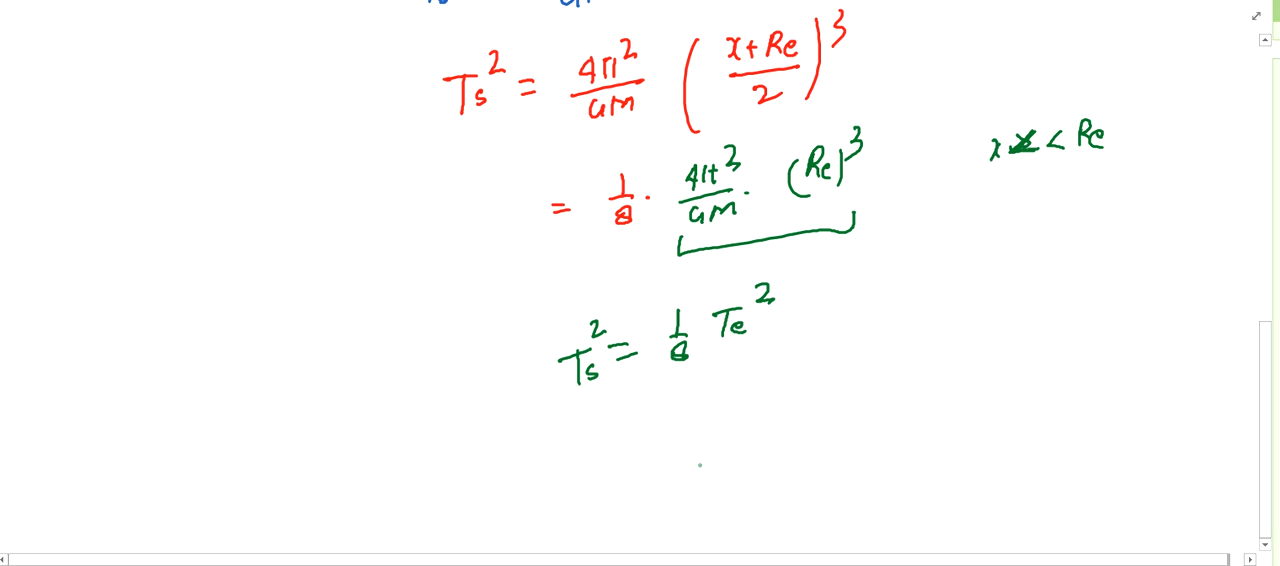 Ts² = 4π²/GM ((x+Re)/2)³
= 1/8 · 4π²/GM · (Re)³
x < Re
Ts² = 1/8 Te²